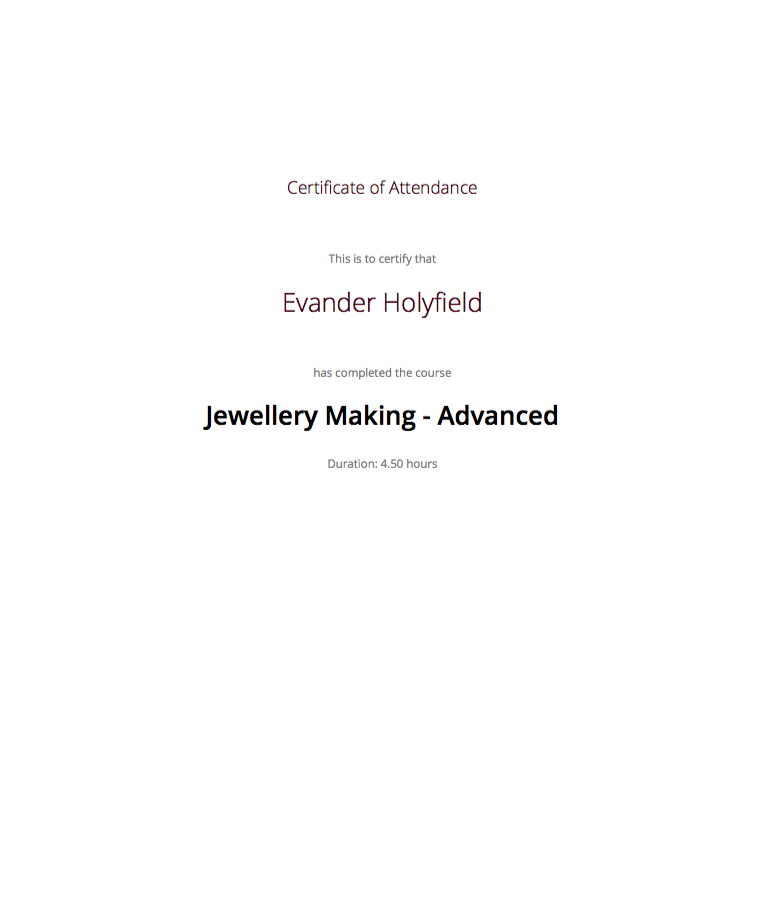 Certificate of Attendance
This is to certify that
Evander Holyfield
has completed the course
Jewellery Making - Advanced
Duration: 4.50 hours